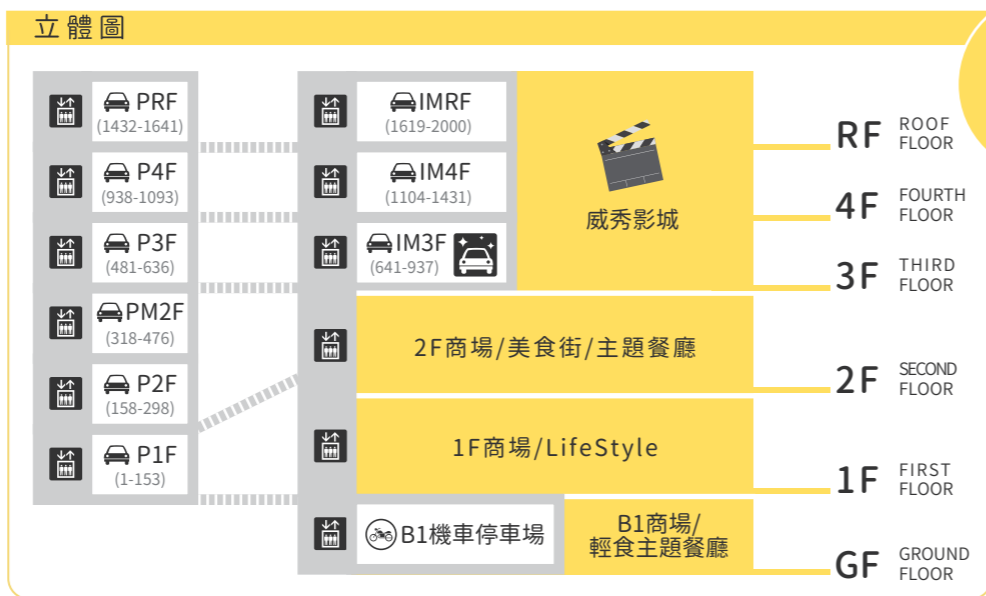 立體圖
PRF
(1432-1641)
P4F
(938-1093)
P3F
(481-636)
PM2F
(318-476)
P2F
(158-298)
P1F
(1-153)
IMRF
(1619-2000)
IM4F
(1104-1431)
IM3F
(641-937)
威秀影城
2F商場/美食街/主題餐廳
1F商場/LifeStyle
B1機車停車場
B1商場/
輕食主題餐廳
RF ROOF
FLOOR
4F FOURTH
FLOOR
3F THIRD
FLOOR
2F SECOND
FLOOR
1F FIRST
FLOOR
GF GROUND
FLOOR